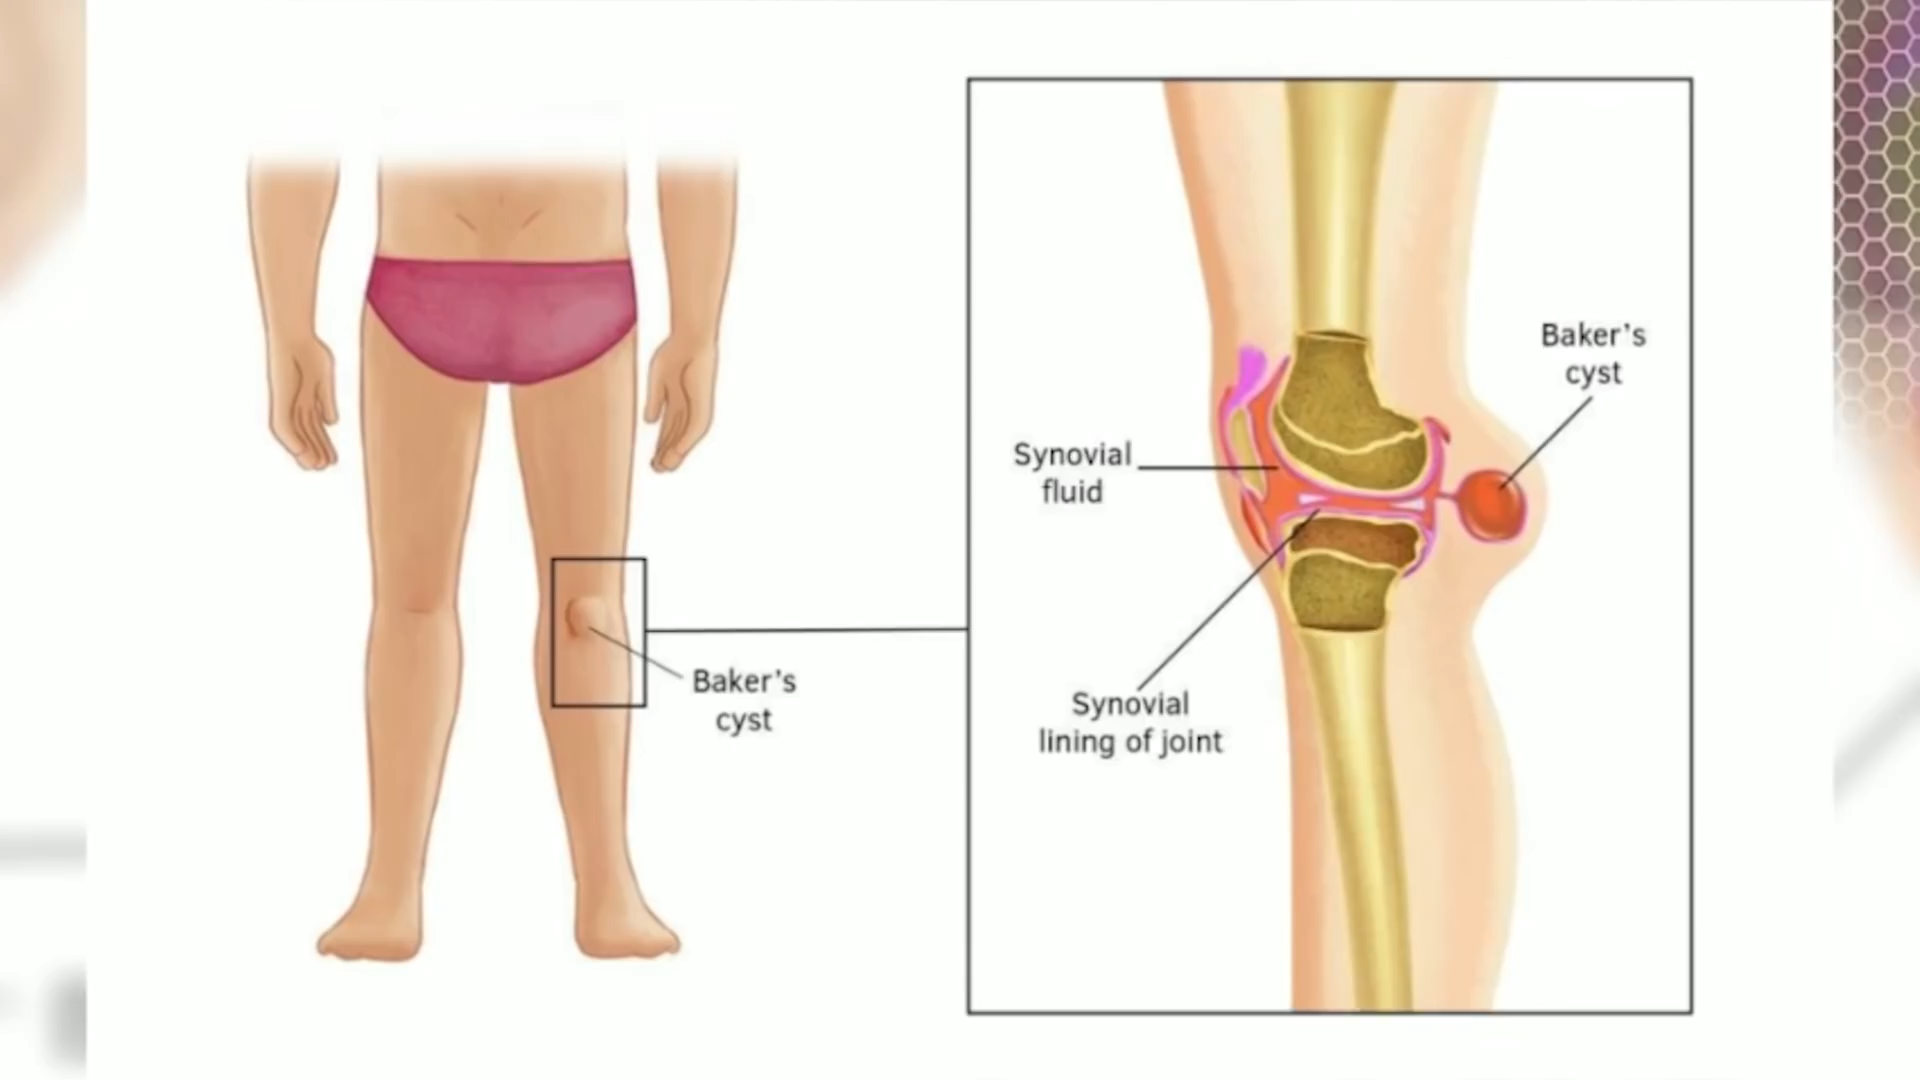 Baker’s
cyst
Synovial
fluid
Baker’s
cyst
Synovial
lining of joint